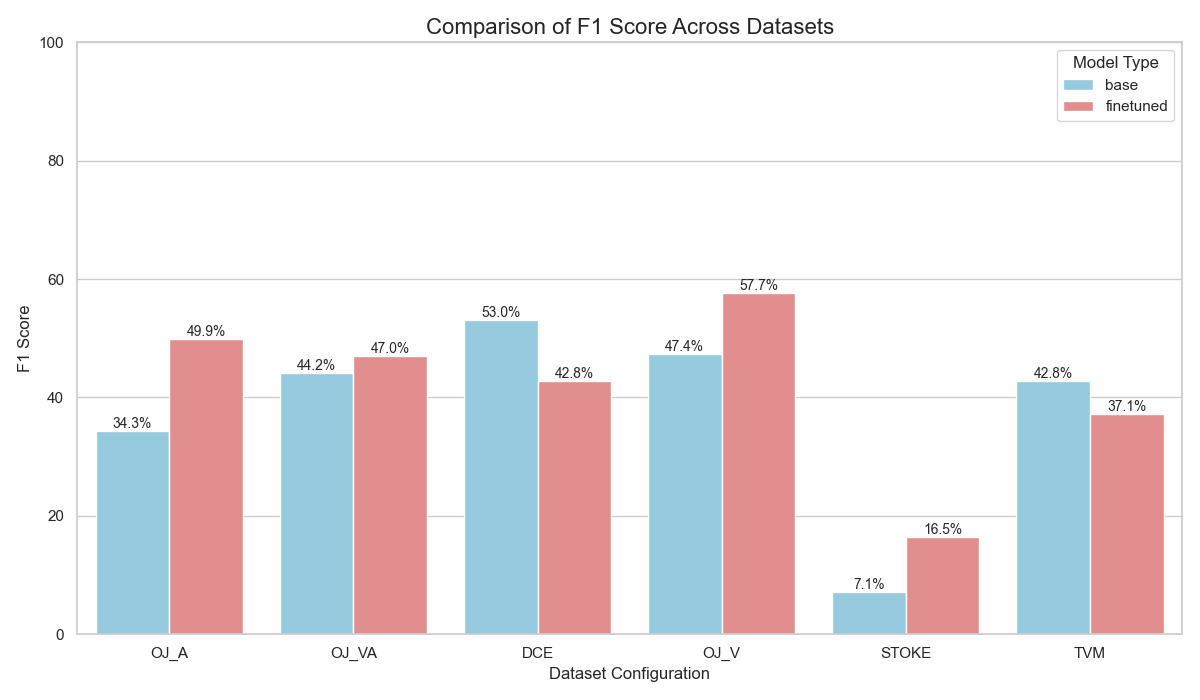 Comparison of F1 Score Across Datasets
100
80
60
40
20
0
F1 Score
Model Type
base
finetuned
34.3%
49.9%
44.2%
47.0%
53.0%
42.8%
47.4%
57.7%
7.1%
16.5%
42.8%
37.1%
OJ_A
OJ_VA
DCE
OJ_V
STOKE
TVM
Dataset Configuration